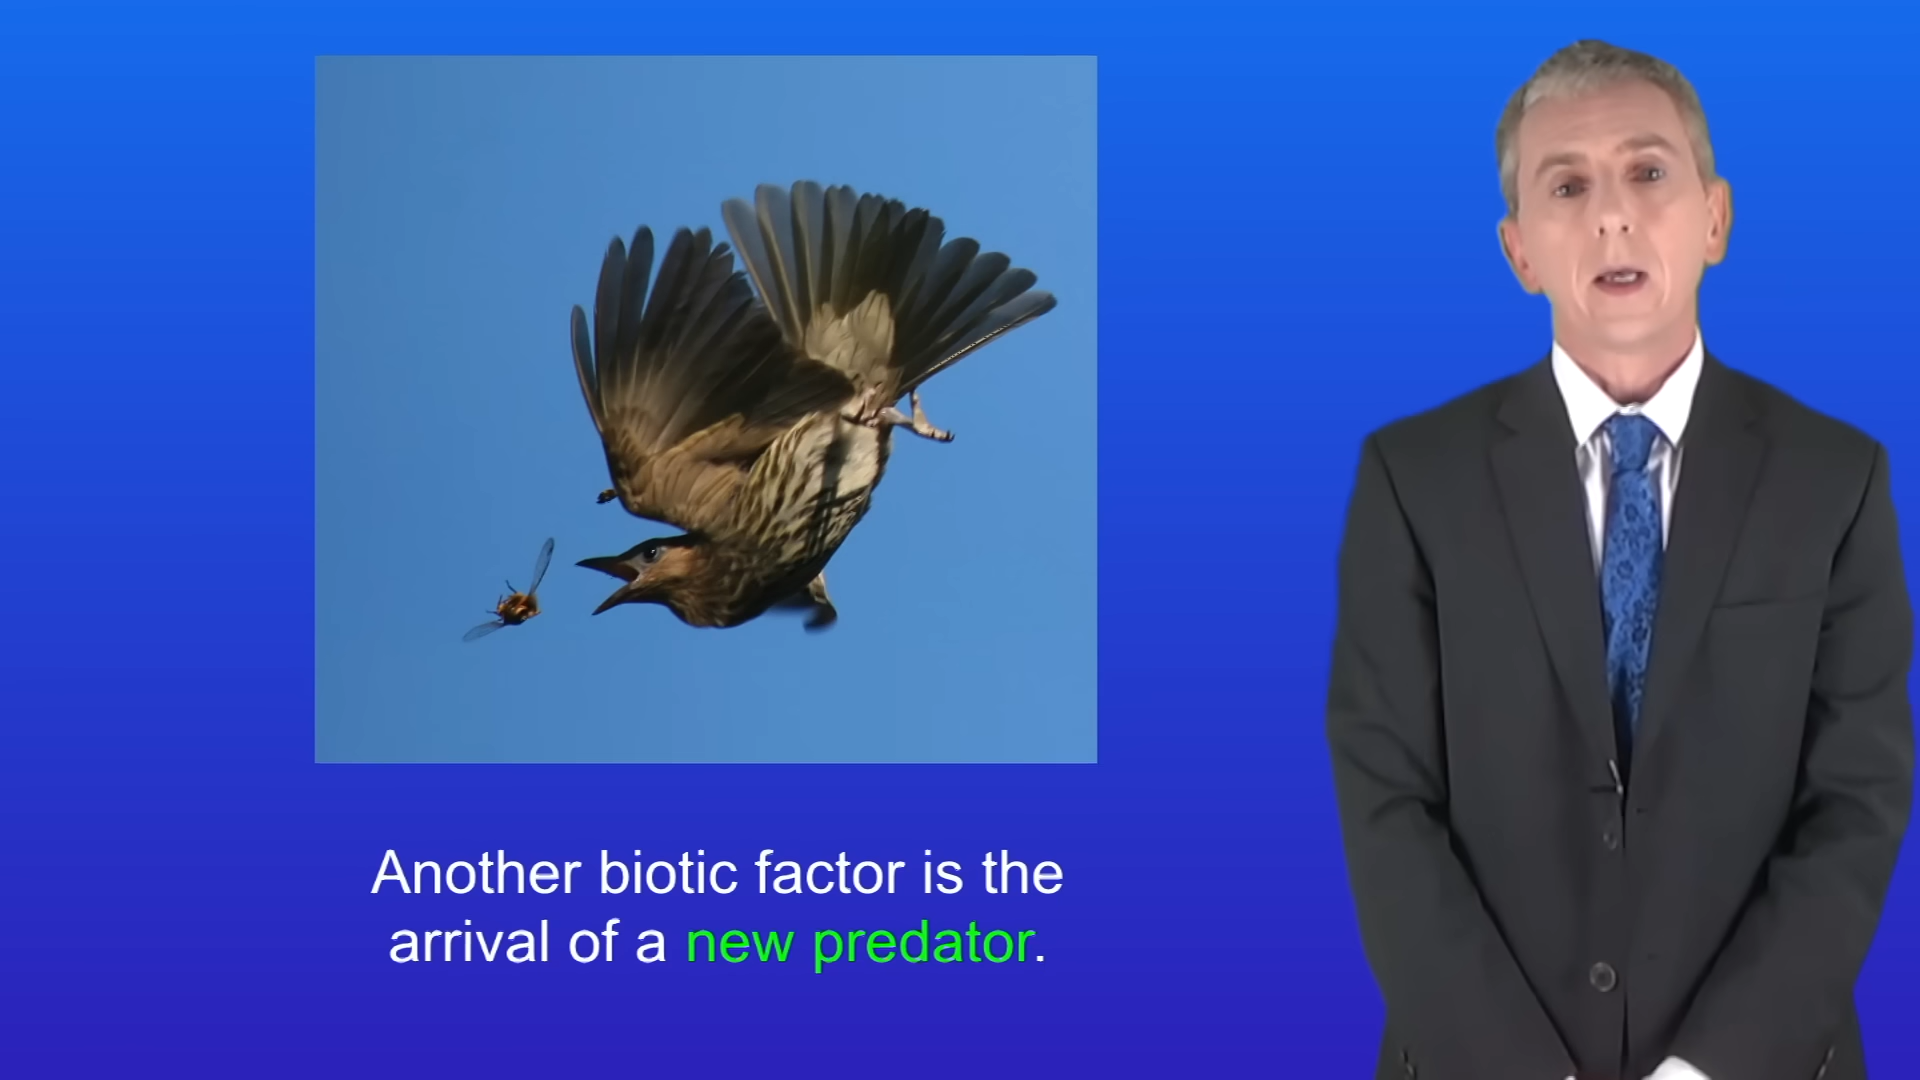 Another biotic factor is the
arrival of a new predator.